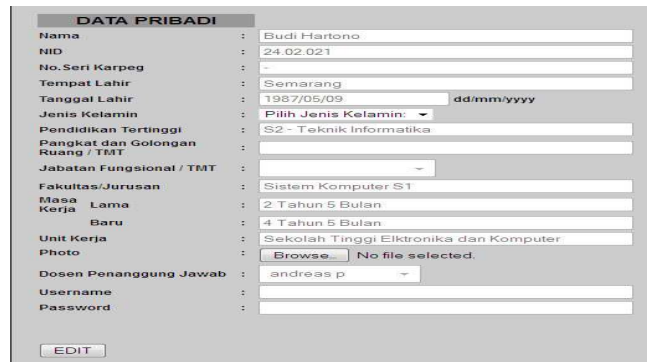 DATA PRIBADI
Nama : Budi Hartono
NID : 24.02.021
No.Seri Karpeg : -
Tempat Lahir : Semarang
Tanggal Lahir : 1987/05/09 dd/mm/yyyy
Jenis Kelamin : Pilih Jenis Kelamin:
Pendidikan Tertinggi : S2 - Teknik Informatika
Pangkat dan Golongan
Ruang / TMT :
Jabatan Fungsional / TMT :
Fakultas/Jurusan : Sistem Komputer S1
Masa Kerja Lama : 2 Tahun 5 Bulan
Baru : 4 Tahun 5 Bulan
Unit Kerja : Sekolah Tinggi Elktronika dan Komputer
Photo : Browse... No file selected.
Dosen Penanggung Jawab : andreas p
Username :
Password :
EDIT